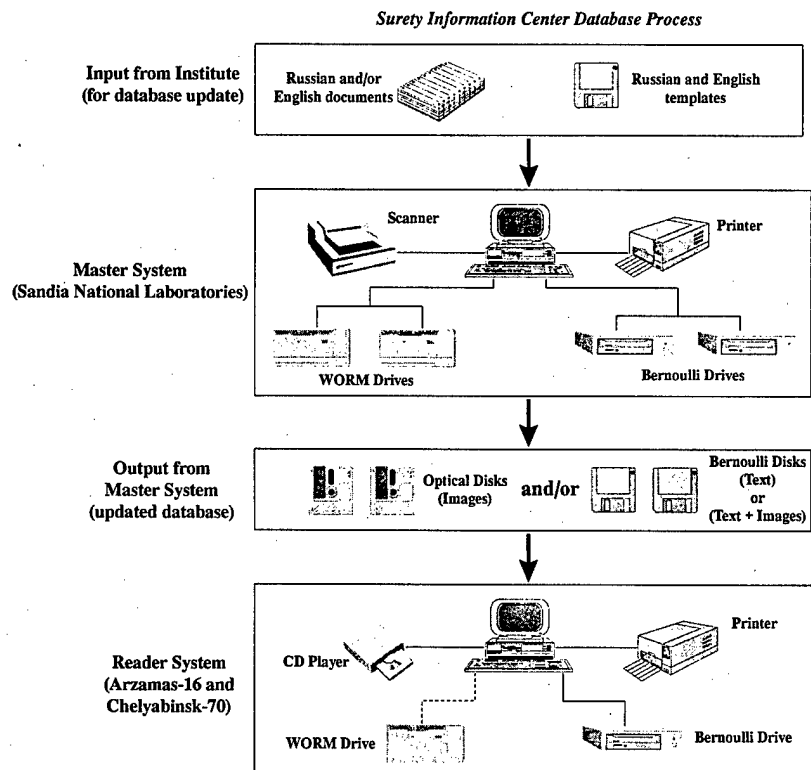 Surety Information Center Database Process
Input from Institute
(for database update)
Russian and/or
English documents
Russian and English
templates
Master System
(Sandia National Laboratories)
Scanner
Printer
WORM Drives
Bernoulli Drives
Output from
Master System
(updated database)
Optical Disks
(Images)
and/or
Bernoulli Disks
(Text)
or
(Text + Images)
Reader System
(Arzamas-16 and
Chelyabinsk-70)
CD Player
Printer
WORM Drive
Bernoulli Drive